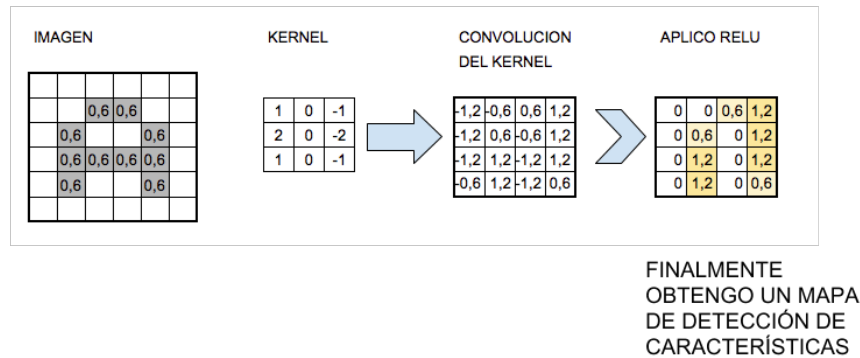 IMAGEN
KERNEL
CONVOLUCION
DEL KERNEL
APLICO RELU
0,6 0,6
0,6 0,6
0,6 0,6 0,6 0,6
0,6 0,6
1 0 -1
2 0 -2
1 0 -1
-1,2 -0,6 0,6 1,2
-1,2 0,6 -0,6 1,2
-1,2 1,2 -1,2 1,2
-0,6 1,2 -1,2 0,6
0 0 0,6 1,2
0 0,6 0 1,2
0 1,2 0 1,2
0 1,2 0 0,6
FINALMENTE
OBTENGO UN MAPA
DE DETECCIÓN DE
CARACTERÍSTICAS